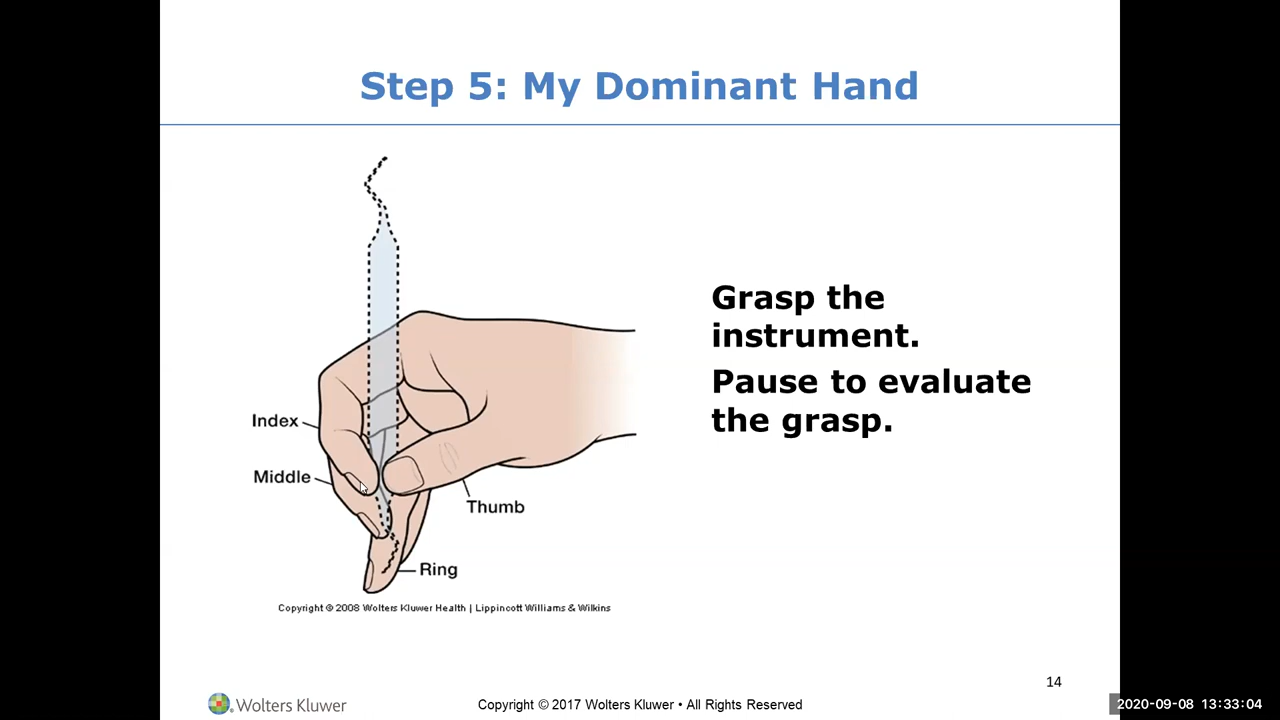 Step 5: My Dominant Hand
Grasp the
instrument.
Pause to evaluate
the grasp.
Index
Middle
Thumb
Ring
Copyright © 2008 Wolters Kluwer Health | Lippincott Williams & Wilkins
14
Wolters Kluwer
Copyright © 2017 Wolters Kluwer • All Rights Reserved
2020-09-08 13:33:04